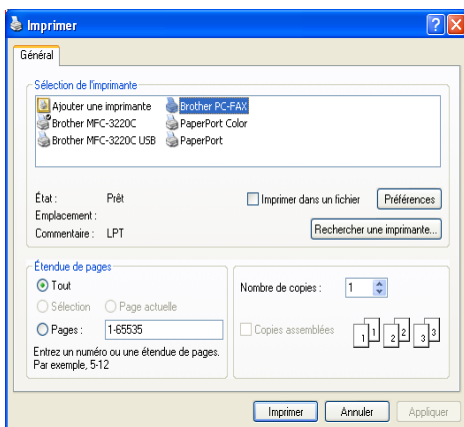 Imprimer
Général
Sélection de l'imprimante
Ajouter une imprimante Brother PC-FAX
Brother MFC-3220C PaperPort Color
Brother MFC-3220C USB PaperPort
État : Prêt
Imprimer dans un fichier Préférences
Emplacement :
Commentaire : LPT
Rechercher une imprimante...
Étendue de pages
Tout
Sélection Page actuelle
Pages : 1-65535
Entrez un numéro ou une étendue de pages.
Par exemple, 5-12
Nombre de copies : 1
Copies assemblées
1 1 2 2 3 3
Imprimer Annuler Appliquer